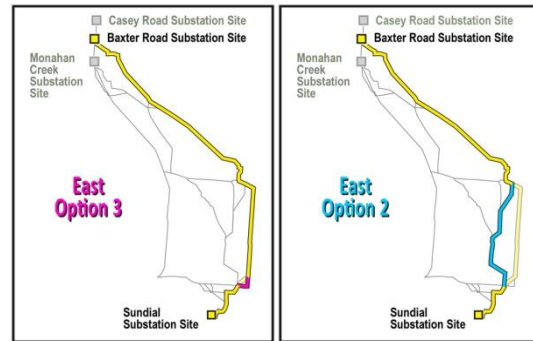 Casey Road Substation Site
Baxter Road Substation Site
Monahan
Creek
Substation
Site
East
Option 3
Sundial
Substation Site
Casey Road Substation Site
Baxter Road Substation Site
Monahan
Creek
Substation
Site
East
Option 2
Sundial
Substation Site